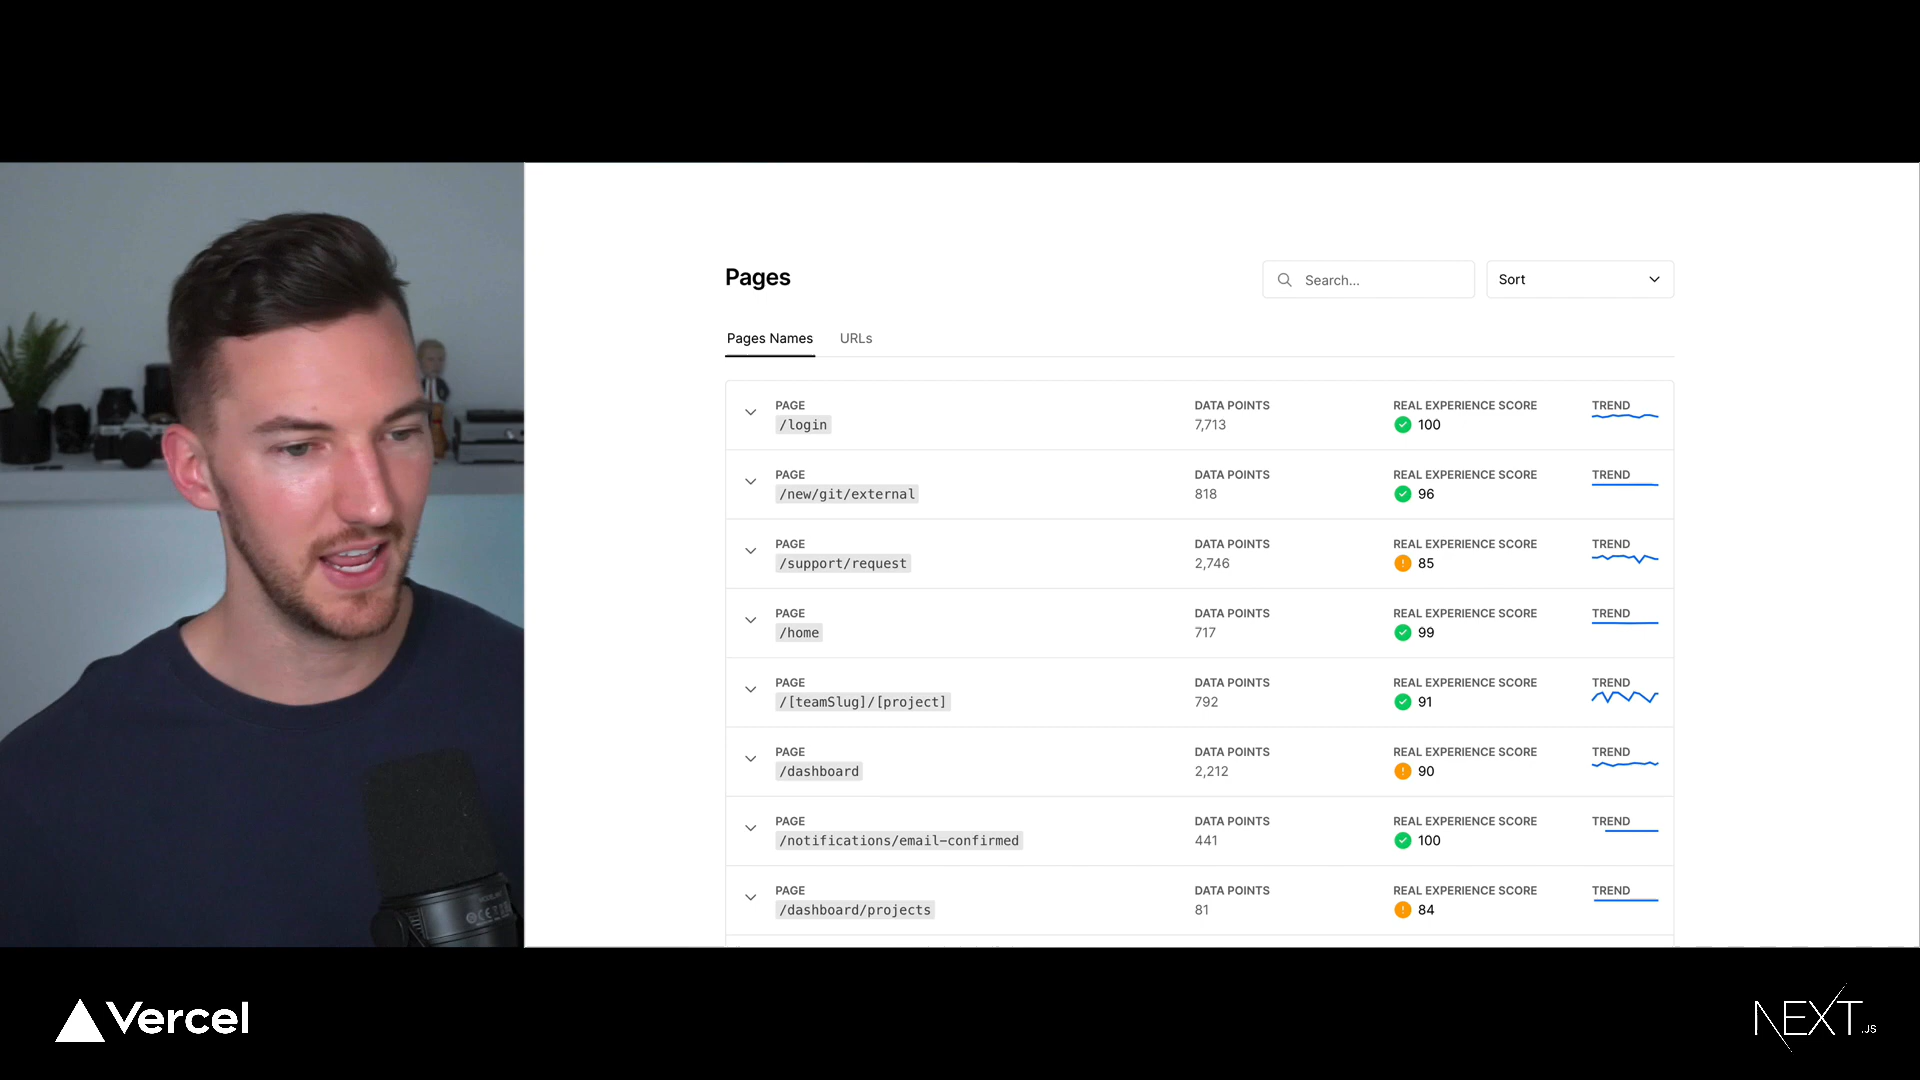 Pages
Search...
Sort
Pages Names
URLs
PAGE
/login
DATA POINTS
7,713
REAL EXPERIENCE SCORE
100
TREND
PAGE
/new/git/external
DATA POINTS
818
REAL EXPERIENCE SCORE
96
TREND
PAGE
/support/request
DATA POINTS
2,746
REAL EXPERIENCE SCORE
85
TREND
PAGE
/home
DATA POINTS
717
REAL EXPERIENCE SCORE
99
TREND
PAGE
/[teamSlug]/[project]
DATA POINTS
792
REAL EXPERIENCE SCORE
91
TREND
PAGE
/dashboard
DATA POINTS
2,212
REAL EXPERIENCE SCORE
90
TREND
PAGE
/notifications/email-confirmed
DATA POINTS
441
REAL EXPERIENCE SCORE
100
TREND
PAGE
/dashboard/projects
DATA POINTS
81
REAL EXPERIENCE SCORE
84
TREND
Vercel
NEXT.JS